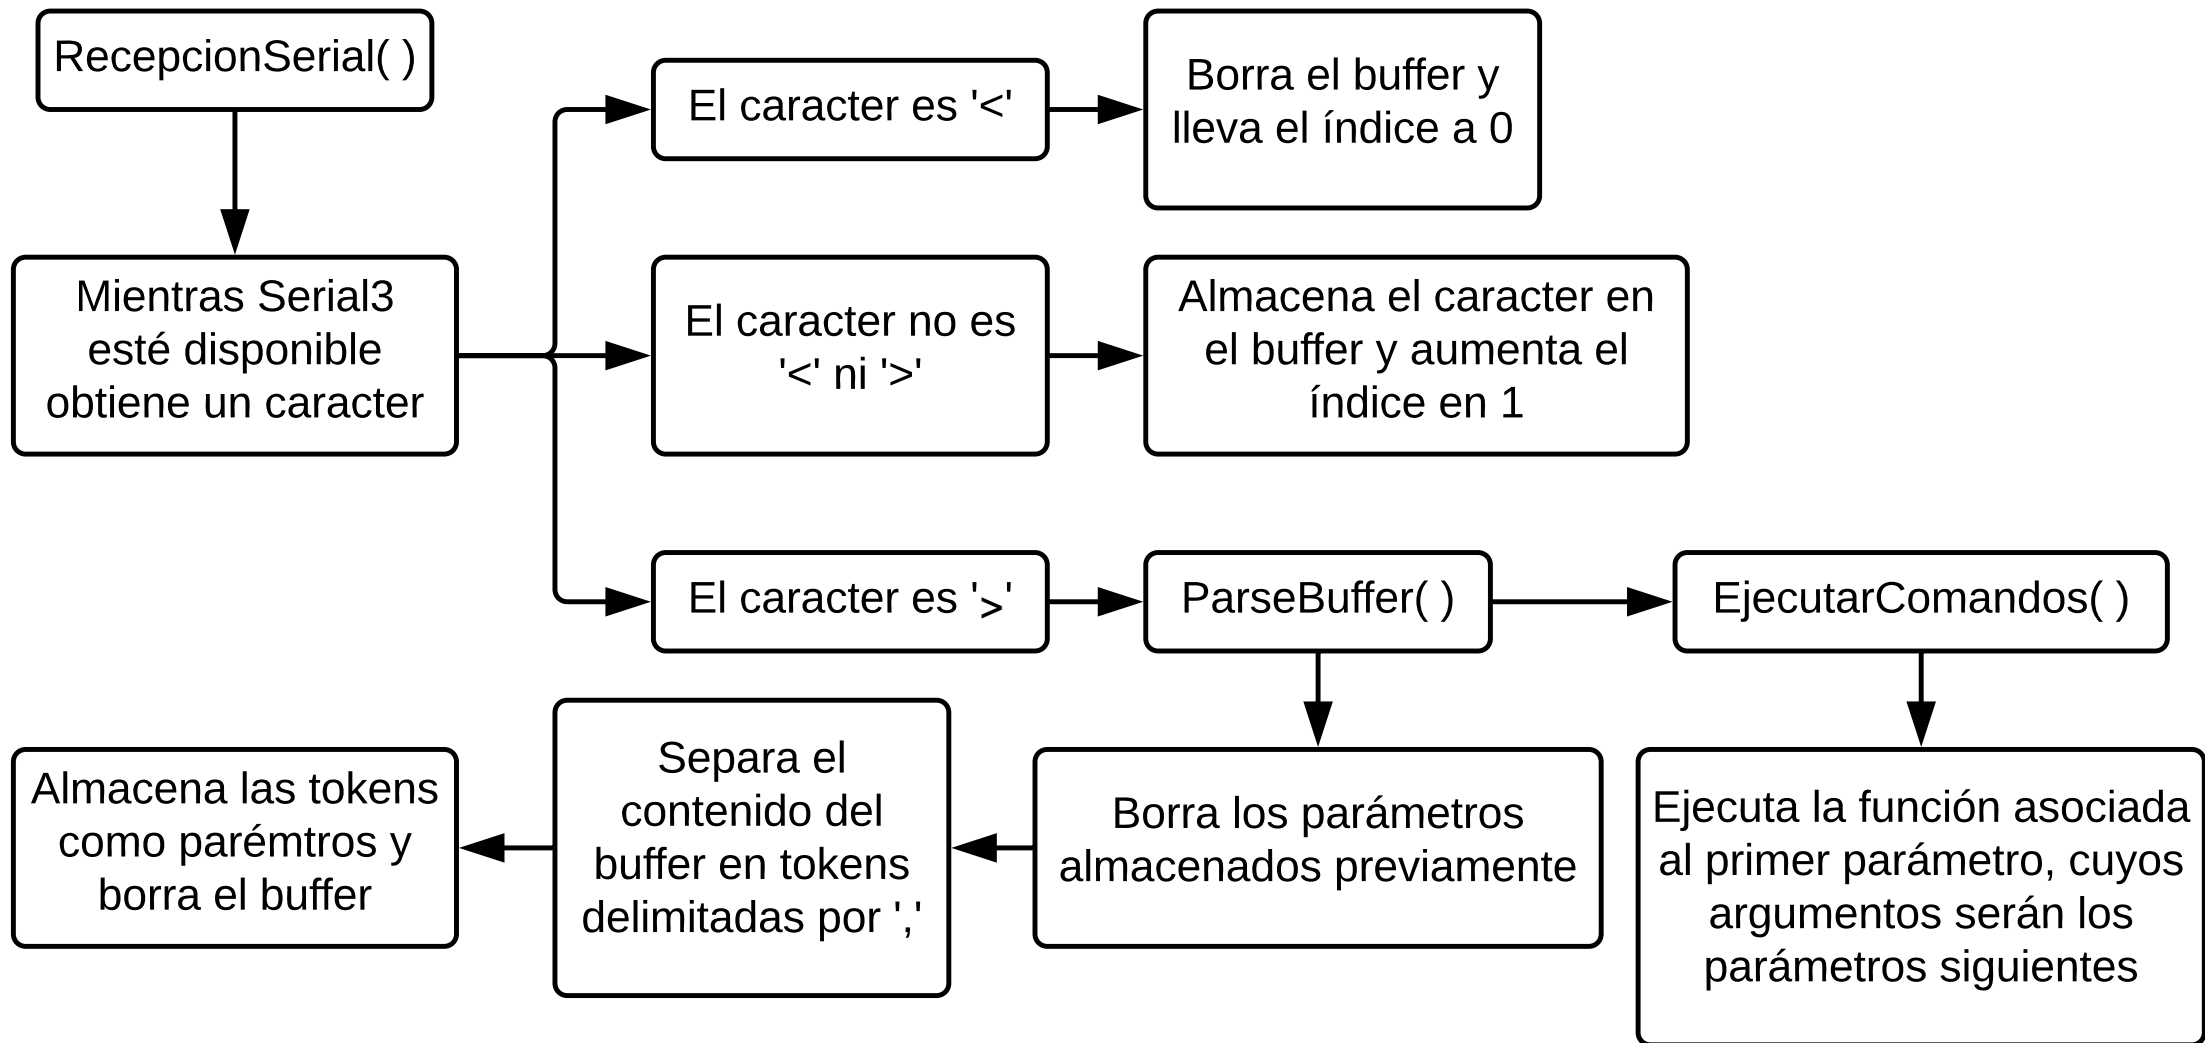 RecepcionSerial( )
Mientras Serial3
esté disponible
obtiene un caracter
El caracter es '<'
Borra el buffer y
lleva el índice a 0
El caracter no es
'<' ni '>'
Almacena el caracter en
el buffer y aumenta el
índice en 1
El caracter es '>'
ParseBuffer( )
EjecutarComandos( )
Borra los parámetros
almacenados previamente
Separa el
contenido del
buffer en tokens
delimitadas por ','
Almacena las tokens
como parémtros y
borra el buffer
Ejecuta la función asociada
al primer parámetro, cuyos
argumentos serán los
parámetros siguientes